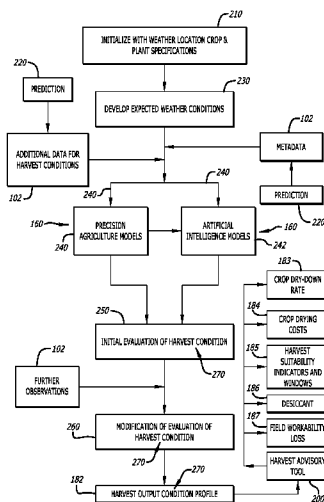 210
INITIALIZE WITH WEATHER LOCATION CROP &
PLANT SPECIFICATIONS
220
PREDICTION
230
DEVELOP EXPECTED WEATHER CONDITIONS
102
METADATA
ADDITIONAL DATA FOR
HARVEST CONDITIONS
102
240
240
PREDICTION
220
160
PRECISION
AGRICULTURE MODELS
240
ARTIFICIAL
INTELLIGENCE MODELS
242
160
183
CROP DRY-DOWN
RATE
184
CROP DRYING
COSTS
185
HARVEST
SUITABILITY
INDICATORS AND
WINDOWS
186
DESICCANT
187
FIELD WORKABILITY
LOSS
HARVEST ADVISORY
TOOL
200
250
INITIAL EVALUATION OF HARVEST CONDITION
270
102
FURTHER
OBSERVATIONS
260
MODIFICATION OF EVALUATION OF
HARVEST CONDITION
270
270
182
HARVEST OUTPUT CONDITION PROFILE